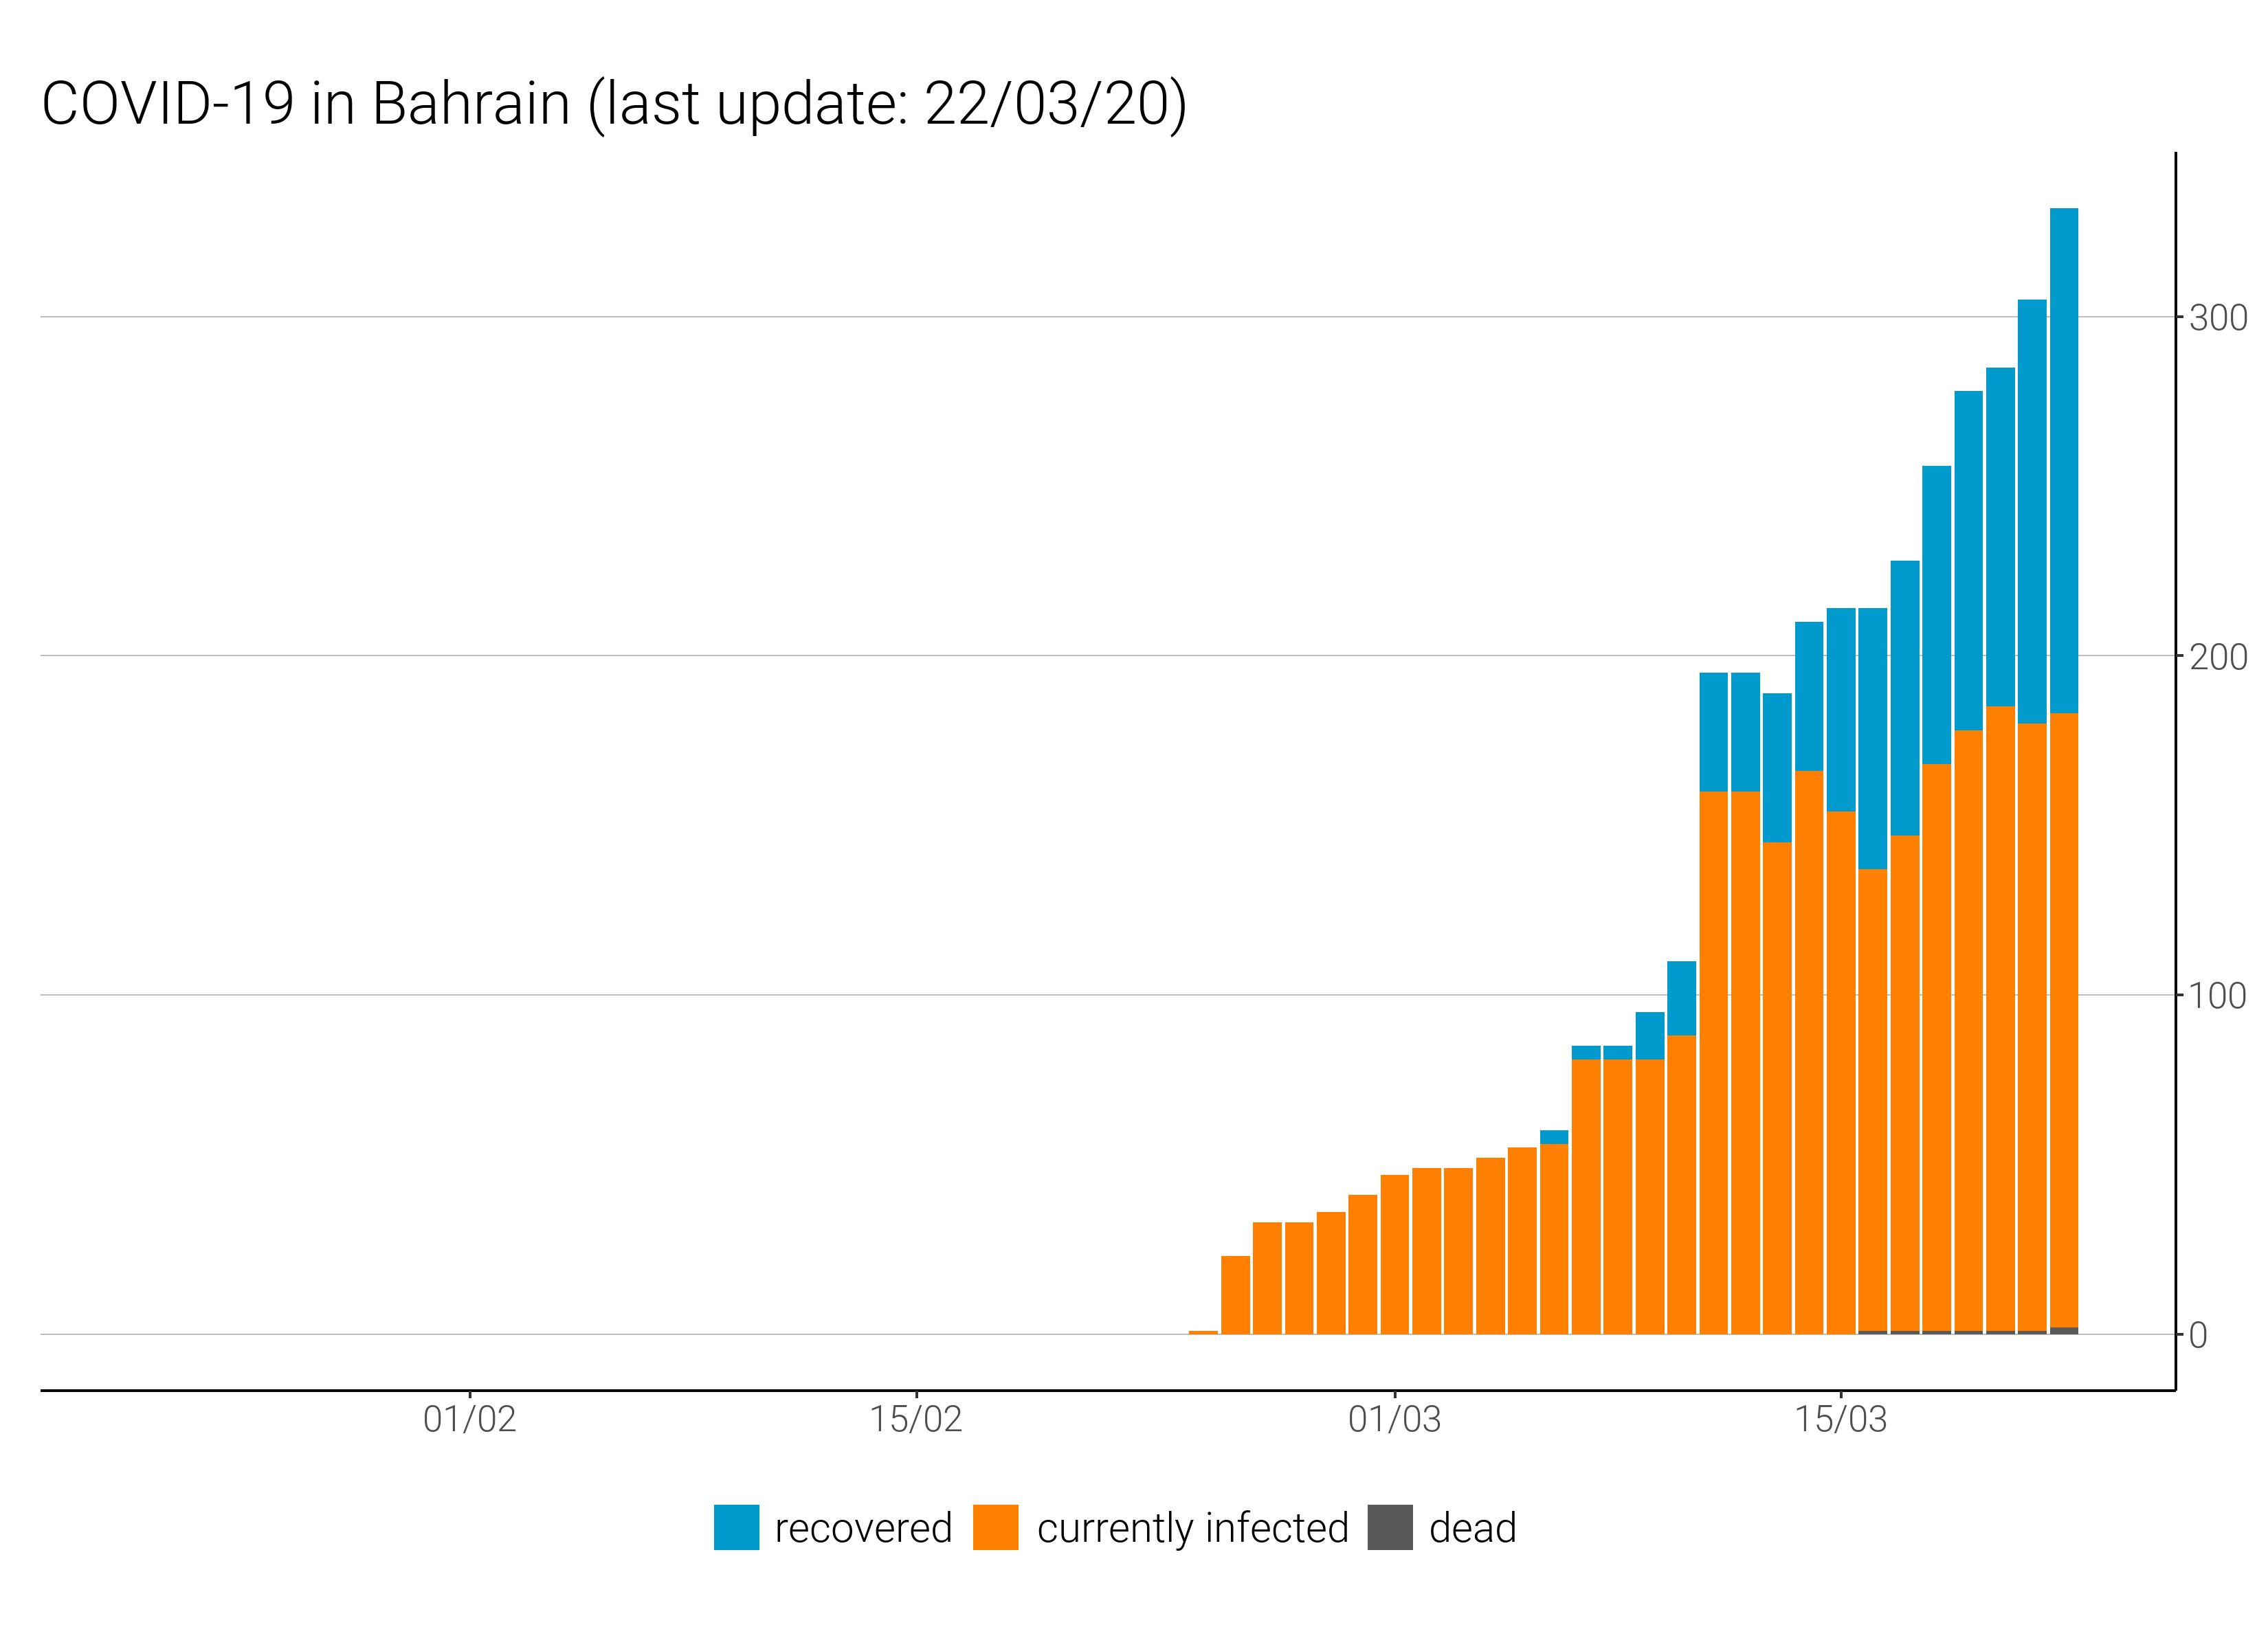 COVID-19 in Bahrain (last update: 22/03/20)
300
200
100
0
01/02 15/02 01/03 15/03
recovered currently infected dead